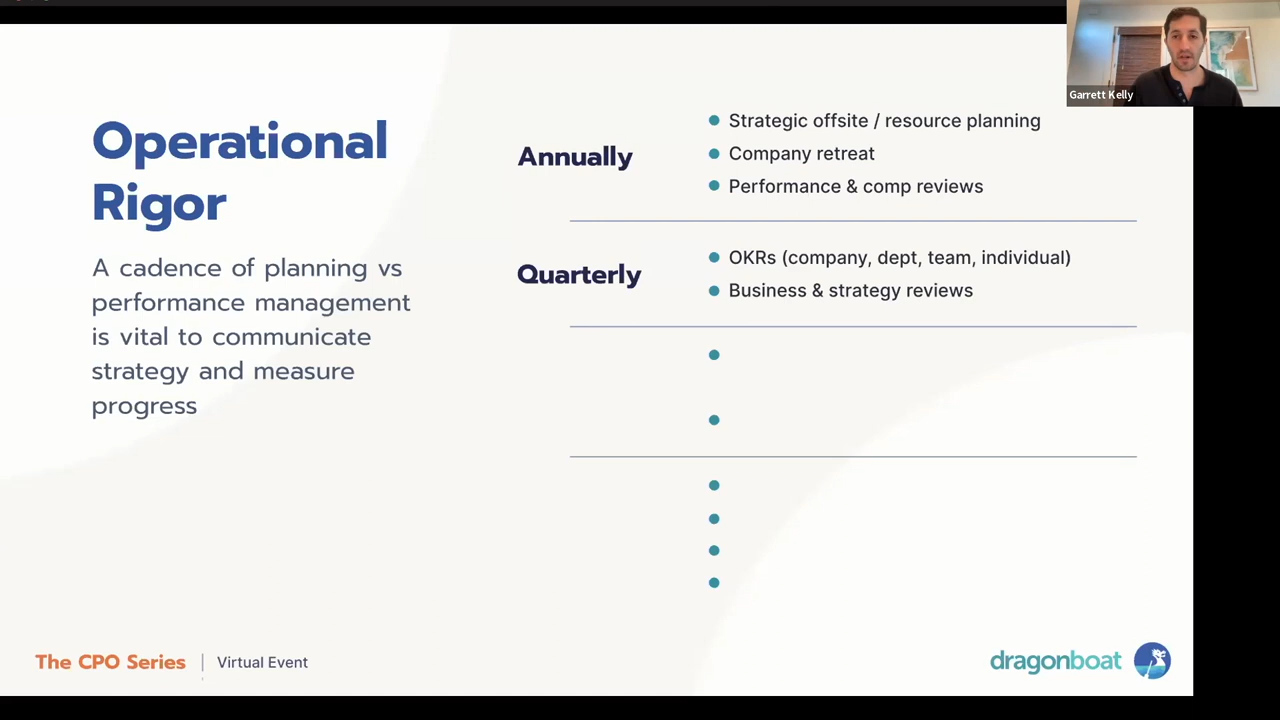 Garrett Kelly
Operational
Rigor
A cadence of planning vs
performance management
is vital to communicate
strategy and measure
progress
Annually
Strategic offsite / resource planning
Company retreat
Performance & comp reviews
Quarterly
OKRs (company, dept, team, individual)
Business & strategy reviews
The CPO Series | Virtual Event
dragonboat